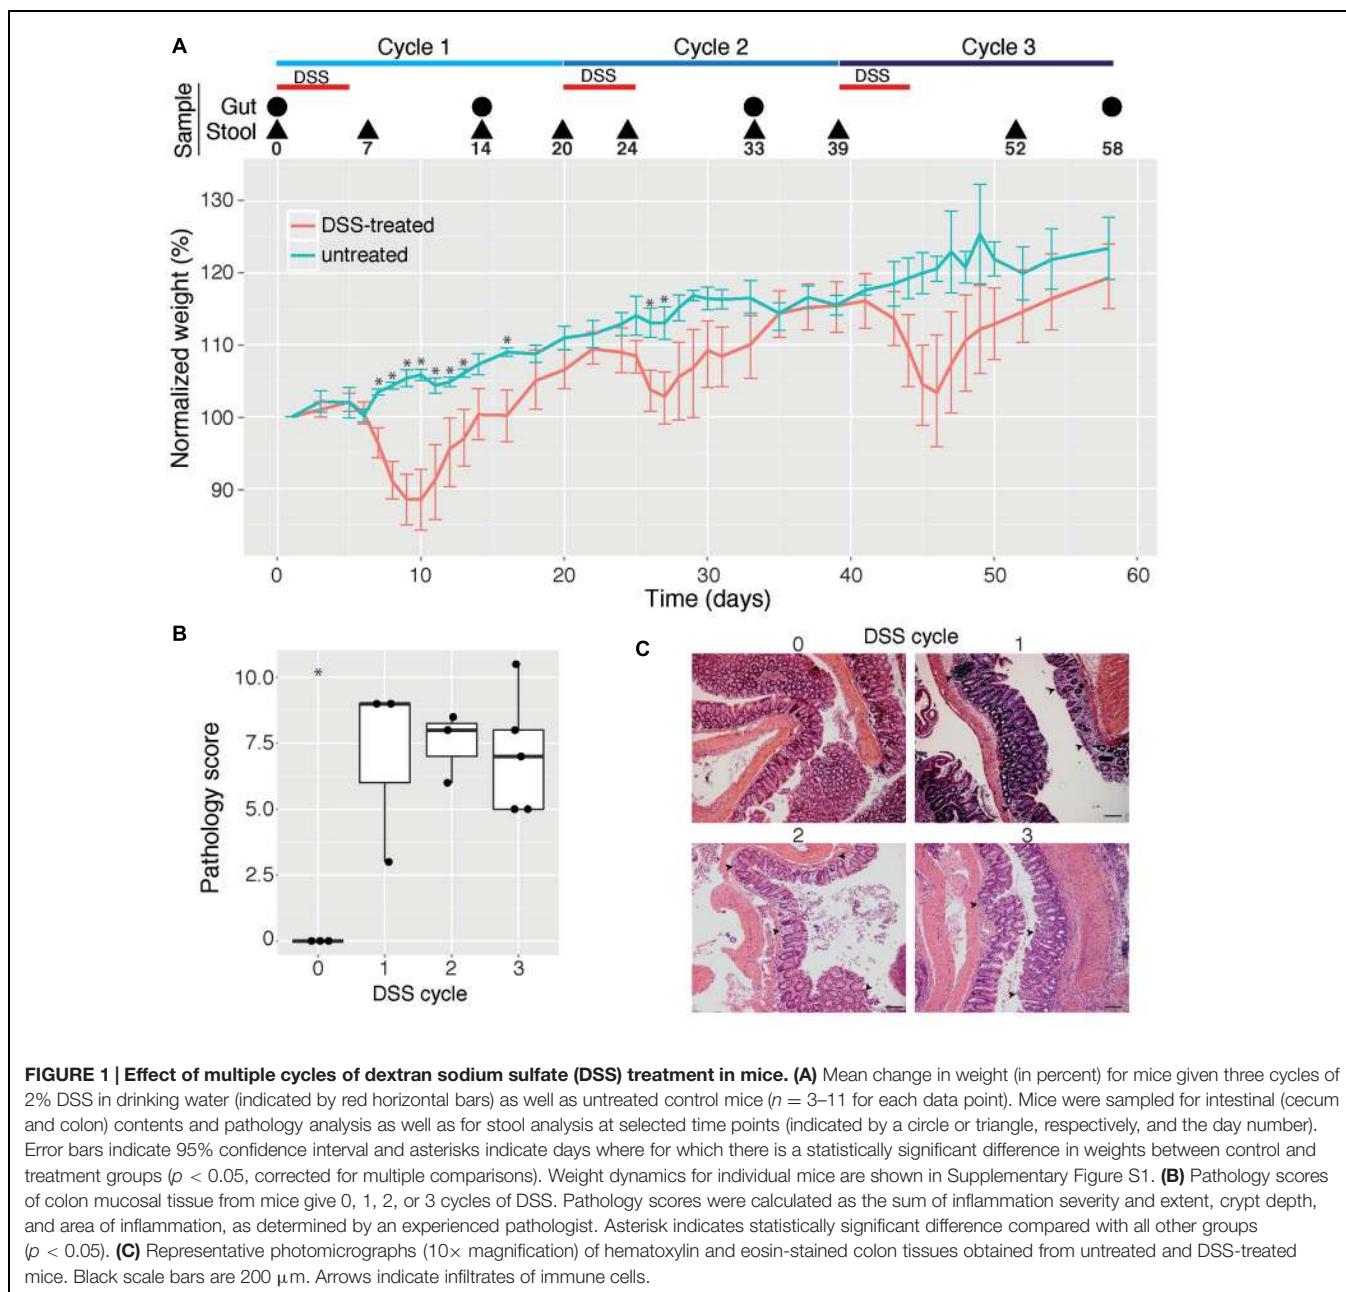 A
Cycle 1 Cycle 2 Cycle 3
DSS DSS DSS
Sample
Gut
Stool
0 7 14 20 24 33 39 52 58
Normalized weight (%)
130
120
110
100
90
DSS-treated
untreated
* * * * * * * * * *
0 10 20 30 40 50 60
Time (days)
B
Pathology score
10.0
7.5
5.0
2.5
0
*
0 1 2 3
DSS cycle
C
DSS cycle
0 1
2 3
FIGURE 1 | Effect of multiple cycles of dextran sodium sulfate (DSS) treatment in mice. (A) Mean change in weight (in percent) for mice given three cycles of
2% DSS in drinking water (indicated by red horizontal bars) as well as untreated control mice (n = 3–11 for each data point). Mice were sampled for intestinal (cecum
and colon) contents and pathology analysis as well as for stool analysis at selected time points (indicated by a circle or triangle, respectively, and the day number).
Error bars indicate 95% confidence interval and asterisks indicate days where for which there is a statistically significant difference in weights between control and
treatment groups (p < 0.05, corrected for multiple comparisons). Weight dynamics for individual mice are shown in Supplementary Figure S1. (B) Pathology scores
of colon mucosal tissue from mice give 0, 1, 2, or 3 cycles of DSS. Pathology scores were calculated as the sum of inflammation severity and extent, crypt depth,
and area of inflammation, as determined by an experienced pathologist. Asterisk indicates statistically significant difference compared with all other groups
(p < 0.05). (C) Representative photomicrographs (10× magnification) of hematoxylin and eosin-stained colon tissues obtained from untreated and DSS-treated
mice. Black scale bars are 200 μm. Arrows indicate infiltrates of immune cells.